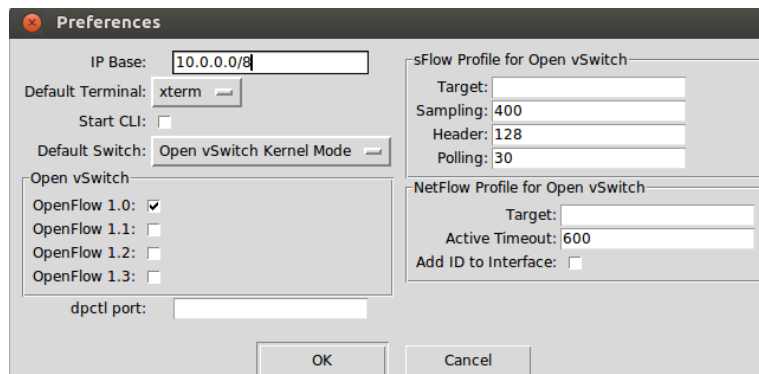 Preferences
IP Base: 10.0.0.0/8
Default Terminal: xterm
Start CLI:
Default Switch: Open vSwitch Kernel Mode
Open vSwitch
OpenFlow 1.0:
OpenFlow 1.1:
OpenFlow 1.2:
OpenFlow 1.3:
dpctl port:
sFlow Profile for Open vSwitch
Target:
Sampling: 400
Header: 128
Polling: 30
NetFlow Profile for Open vSwitch
Target:
Active Timeout: 600
Add ID to Interface:
OK
Cancel